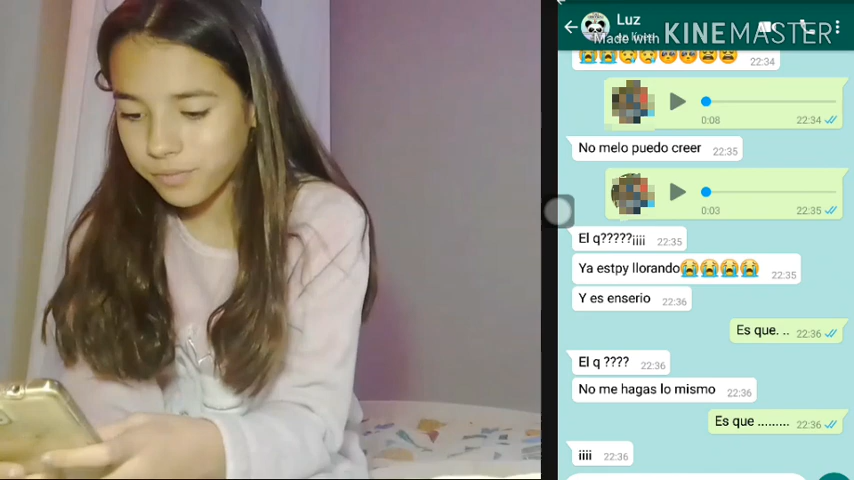 Luz
Made with KINEMASTER
22:34
0:08 22:34
No melo puedo creer 22:35
0:03 22:35
El q?????¡¡¡¡ 22:35
Ya estpy llorando😭😭😭😭 22:35
Y es enserio 22:36
Es que. .. 22:36
El q ???? 22:36
No me hagas lo mismo 22:36
Es que ......... 22:36
¡¡¡¡ 22:36